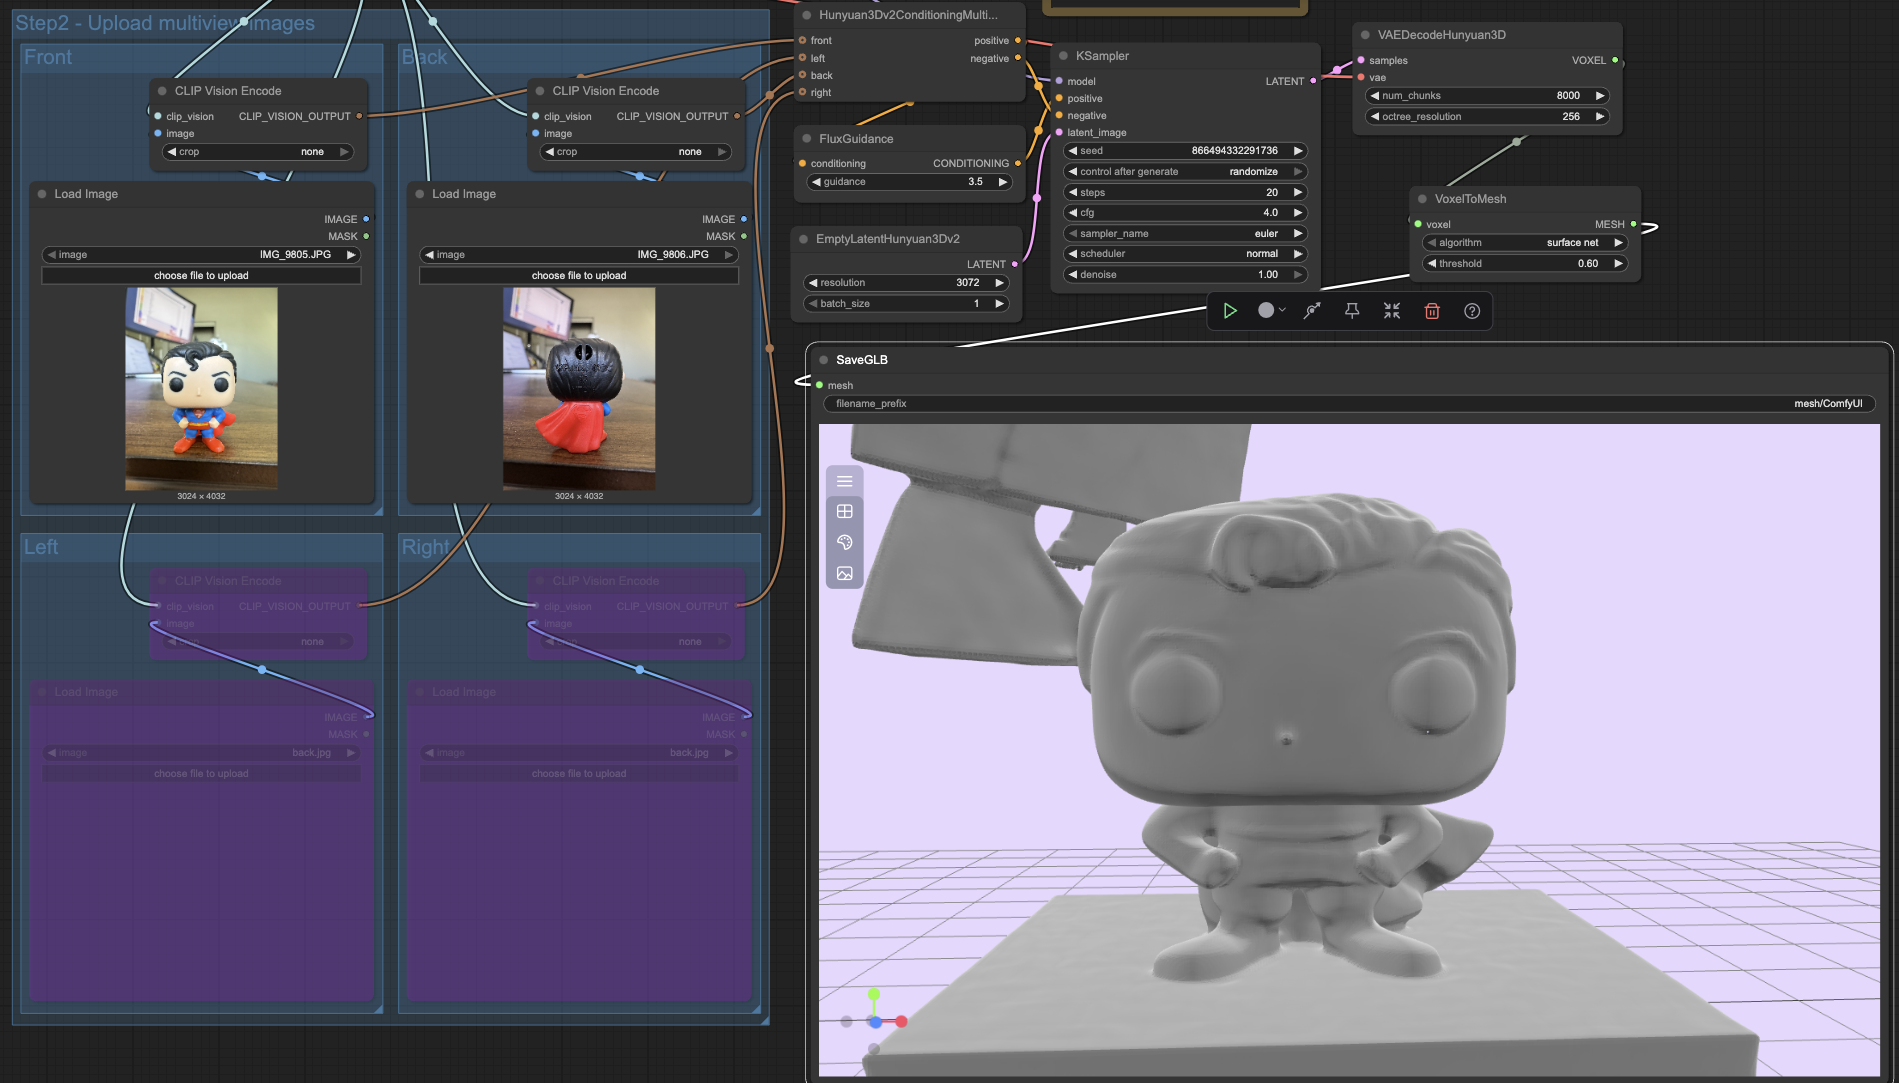 Step2 - Upload multiview images
Front
CLIP Vision Encode
clip_vision CLIP_VISION_OUTPUT
image
crop none
Load Image
IMAGE
MASK
image IMG_9805.JPG
choose file to upload
3024 × 4032
Back
CLIP Vision Encode
clip_vision CLIP_VISION_OUTPUT
image
crop none
Load Image
IMAGE
MASK
image IMG_9806.JPG
choose file to upload
3024 × 4032
Left
CLIP Vision Encode
clip_vision CLIP_VISION_OUTPUT
image
crop none
Load Image
IMAGE
MASK
image back.jpg
choose file to upload
Right
CLIP Vision Encode
clip_vision CLIP_VISION_OUTPUT
image
crop none
Load Image
IMAGE
MASK
image back.jpg
choose file to upload
Hunyuan3Dv2ConditioningMulti...
front positive
left negative
back
right
FluxGuidance
conditioning CONDITIONING
guidance 3.5
EmptyLatentHunyuan3Dv2
LATENT
resolution 3072
batch_size 1
KSampler
model LATENT
positive
negative
latent_image
seed 866494332291736
control after generate randomize
steps 20
cfg 4.0
sampler_name euler
scheduler normal
denoise 1.00
VAEDecodeHunyuan3D
samples VOXEL
vae
num_chunks 8000
octree_resolution 256
VoxelToMesh
voxel MESH
algorithm surface net
threshold 0.60
SaveGLB
mesh
filename_prefix mesh/ComfyUI